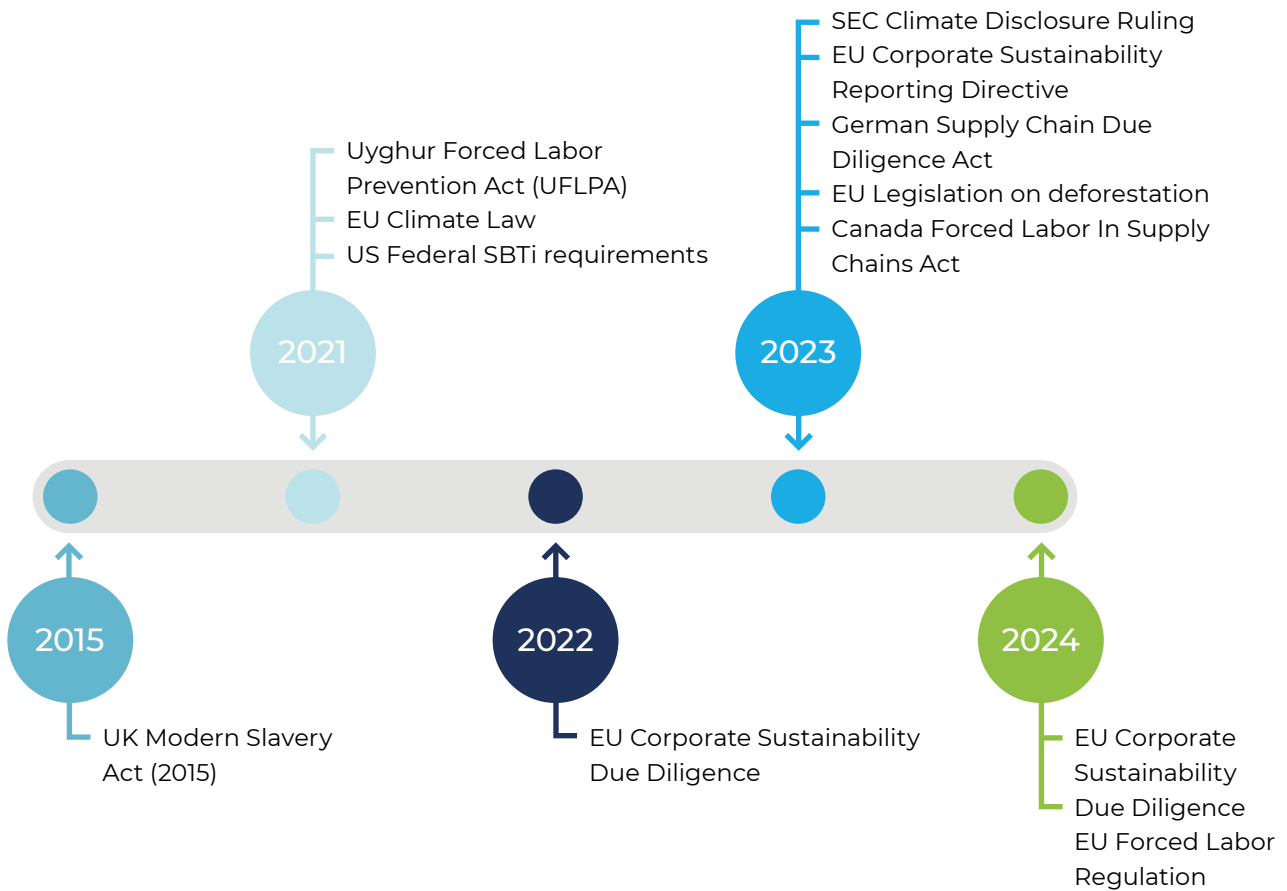 SEC Climate Disclosure Ruling
EU Corporate Sustainability
Reporting Directive
German Supply Chain Due
Diligence Act
EU Legislation on deforestation
Canada Forced Labor In Supply
Chains Act
Uyghur Forced Labor
Prevention Act (UFLPA)
EU Climate Law
US Federal SBTi requirements
2021
2023
2015
2022
2024
UK Modern Slavery
Act (2015)
EU Corporate Sustainability
Due Diligence
EU Corporate
Sustainability
Due Diligence
EU Forced Labor
Regulation